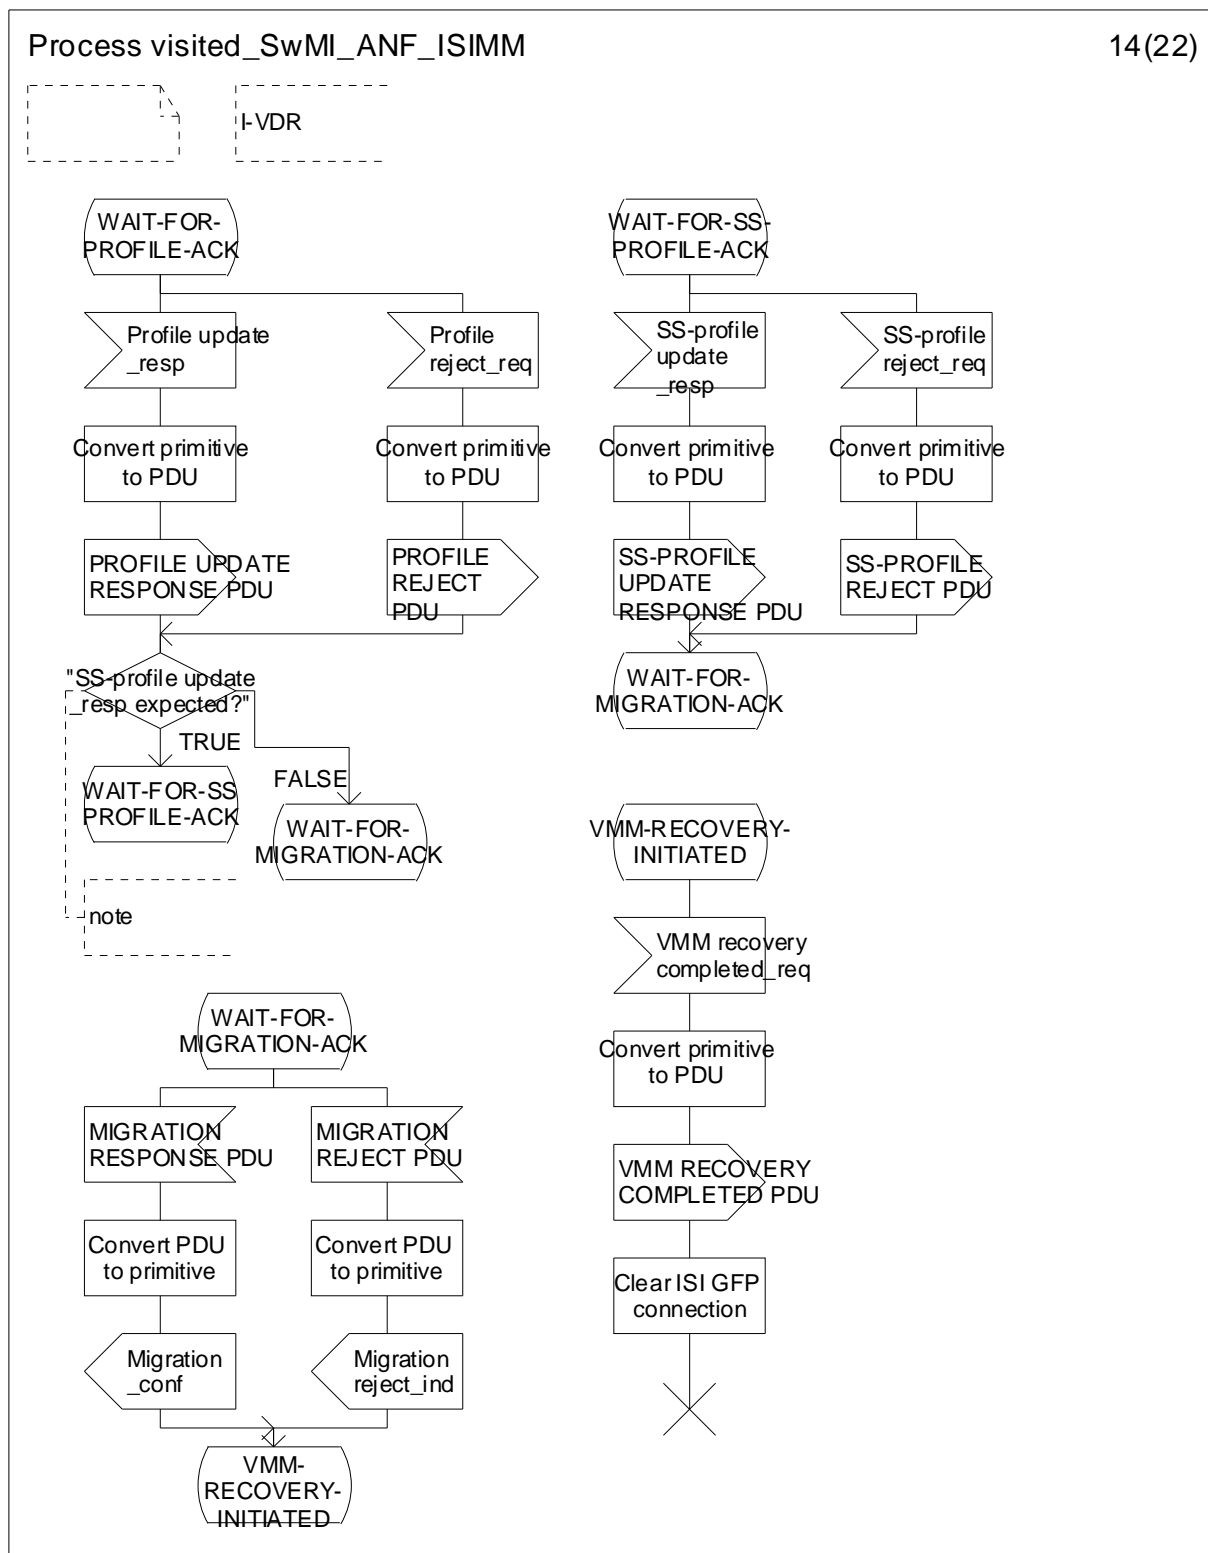 Process visited_SwMI_ANF_ISIMM
14(22)
I-VDR
WAIT-FOR-
PROFILE-ACK
Profile update
_resp
Profile
reject_req
Convert primitive
to PDU
Convert primitive
to PDU
PROFILE UPDATE
RESPONSE PDU
PROFILE
REJECT
PDU
"SS-profile update
_resp expected?"
TRUE
FALSE
WAIT-FOR-SS
PROFILE-ACK
WAIT-FOR-
MIGRATION-ACK
note
WAIT-FOR-SS-
PROFILE-ACK
SS-profile
update
_resp
SS-profile
reject_req
Convert primitive
to PDU
Convert primitive
to PDU
SS-PROFILE
UPDATE
RESPONSE PDU
SS-PROFILE
REJECT PDU
WAIT-FOR-
MIGRATION-ACK
WAIT-FOR-
MIGRATION-ACK
MIGRATION
RESPONSE PDU
MIGRATION
REJECT PDU
Convert PDU
to primitive
Convert PDU
to primitive
Migration
_conf
Migration
reject_ind
VMM-
RECOVERY-
INITIATED
VMM-RECOVERY-
INITIATED
VMM recovery
completed_req
Convert primitive
to PDU
VMM RECOVERY
COMPLETED PDU
Clear ISI GFP
connection